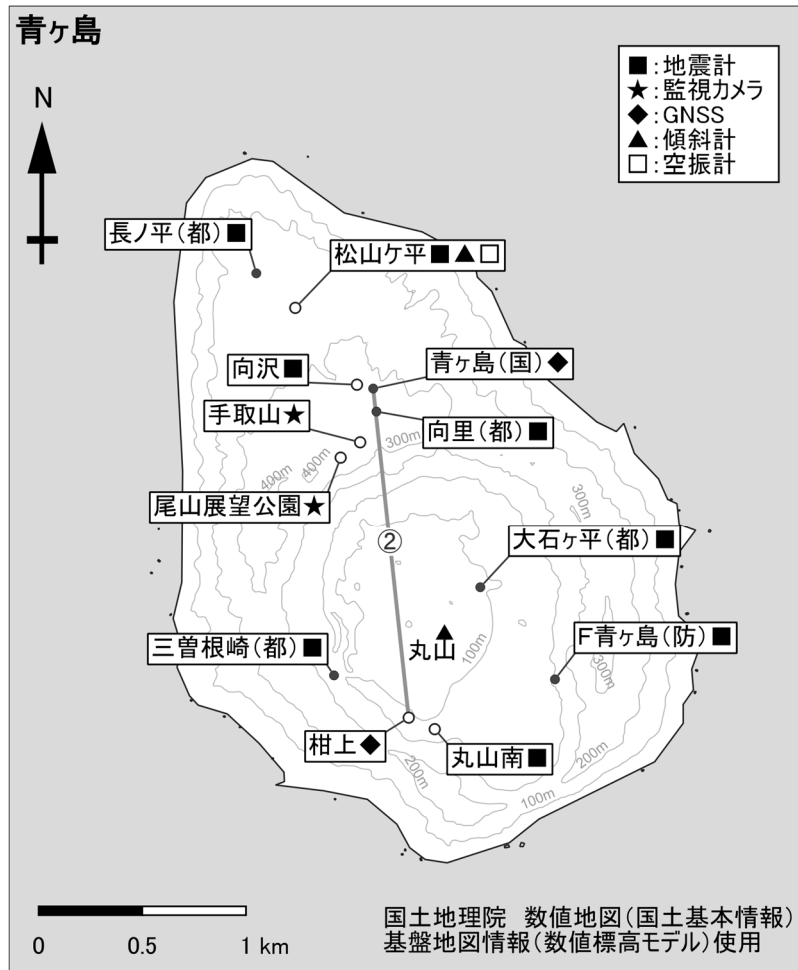 青ヶ島
■:地震計
★:監視カメラ
◆:GNSS
▲:傾斜計
□:空振計
N
長ノ平(都)■
松山ケ平■▲□
向沢■
青ヶ島(国)◆
手取山★
向里(都)■
300m
400m
400m
尾山展望公園★
300m
②
大石ヶ平(都)■
丸山
100m
三曽根崎(都)■
F青ヶ島(防)■
300m
柑上◆
丸山南■
200m
200m
100m
0 0.5 1 km
国土地理院 数値地図(国土基本情報)
基盤地図情報(数値標高モデル)使用